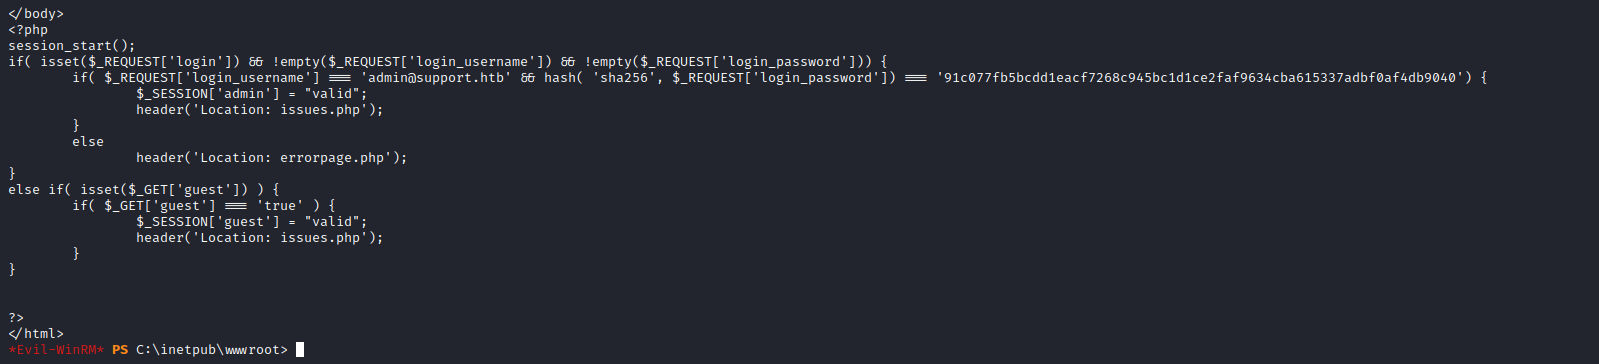 </body>
<?php
session_start();
if( isset($_REQUEST['login']) && !empty($_REQUEST['login_username']) && !empty($_REQUEST['login_password'])) {
        if( $_REQUEST['login_username'] === 'admin@support.htb' && hash( 'sha256', $_REQUEST['login_password']) === '91c077fb5bcdd1eacf7268c945bc1d1ce2faf9634cba615337adbf0af4db9040') {
                $_SESSION['admin'] = "valid";
                header('Location: issues.php');
        }
        else
                header('Location: errorpage.php');
}
else if( isset($_GET['guest']) ) {
        if( $_GET['guest'] === 'true' ) {
                $_SESSION['guest'] = "valid";
                header('Location: issues.php');
        }
}
?>
</html>
*Evil-WinRM* PS C:\inetpub\wwwroot>